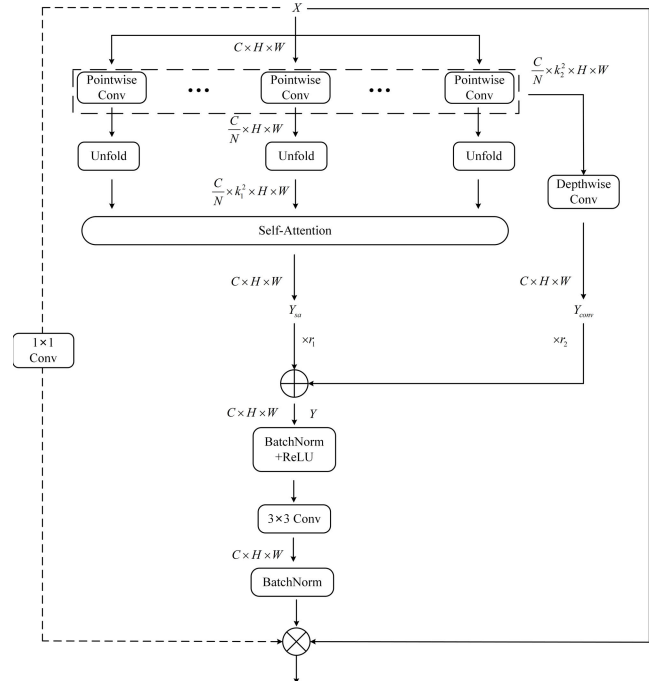 X
C × H × W
Pointwise
Conv
•••
Pointwise
Conv
•••
Pointwise
Conv
C/N × k₂² × H × W
C/N × H × W
Unfold
Unfold
Unfold
C/N × k₁² × H × W
Depthwise
Conv
Self-Attention
C × H × W
C × H × W
Yₛₐ
Y_conv
× r₁
× r₂
1×1
Conv
C × H × W
Y
BatchNorm
+ReLU
3×3 Conv
C × H × W
BatchNorm